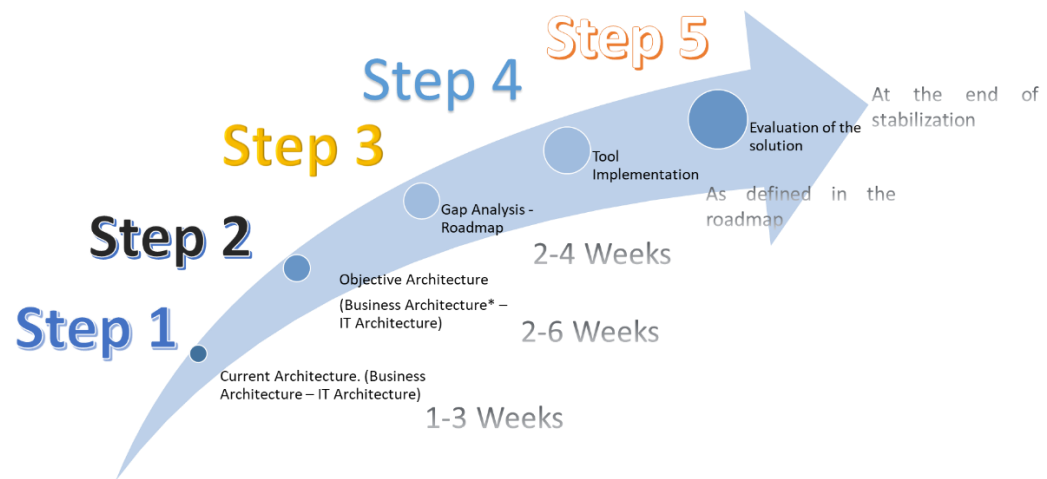 Step 1
Current Architecture. (Business
Architecture – IT Architecture)
1-3 Weeks
Step 2
Objective Architecture
(Business Architecture* –
IT Architecture)
2-6 Weeks
Step 3
Gap Analysis -
Roadmap
2-4 Weeks
Step 4
Tool
Implementation
As defined in the
roadmap
Step 5
Evaluation of the
solution
At the end of
stabilization